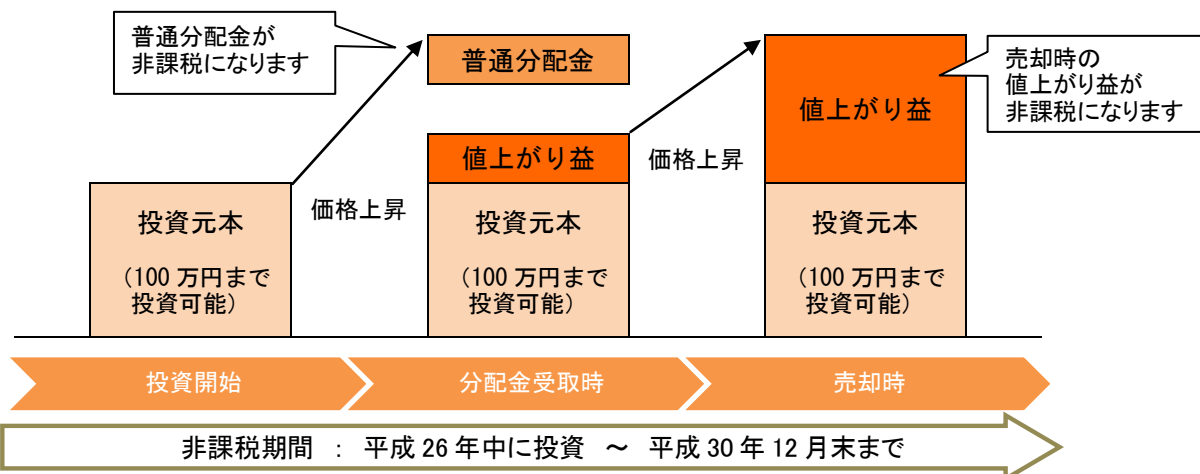 普通分配金が
非課税になります
普通分配金
値上がり益
値上がり益
売却時の
値上がり益が
非課税になります
価格上昇
価格上昇
投資元本
(100 万円まで
投資可能)
投資元本
(100 万円まで
投資可能)
投資元本
(100 万円まで
投資可能)
投資開始
分配金受取時
売却時
非課税期間 : 平成 26 年中に投資 ~ 平成 30 年 12 月末まで